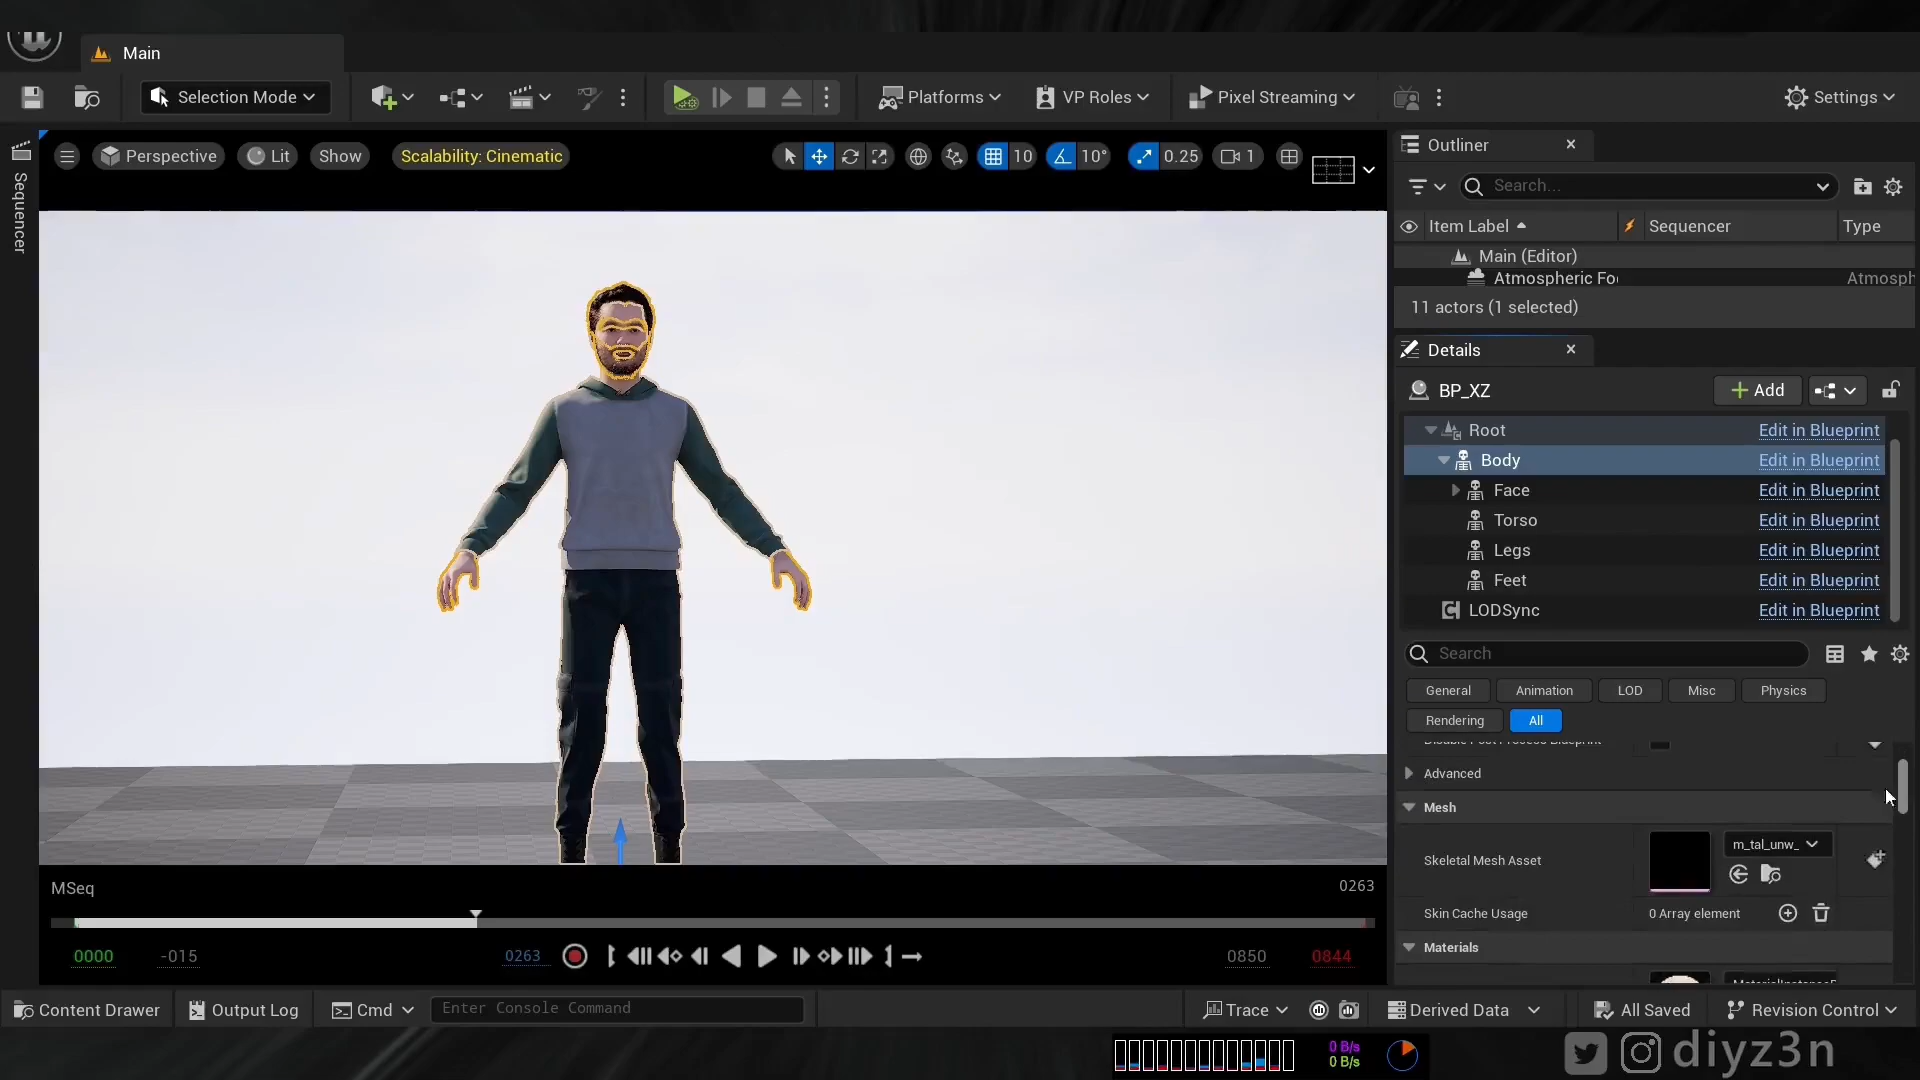 Main
Selection Mode
Platforms
VP Roles
Pixel Streaming
Settings
Sequencer
Perspective
Lit
Show
Scalability: Cinematic
10
10°
0.25
1
Outliner
Search...
Item Label
Sequencer
Type
Main (Editor)
Atmospheric Fo
Atmosph
11 actors (1 selected)
Details
BP_XZ
Add
Root Edit in Blueprint
Body Edit in Blueprint
Face Edit in Blueprint
Torso Edit in Blueprint
Legs Edit in Blueprint
Feet Edit in Blueprint
LODSync Edit in Blueprint
Search
General
Animation
LOD
Misc
Physics
Rendering
All
Advanced
Mesh
Skeletal Mesh Asset
m_tal_unw_
Skin Cache Usage
0 Array element
Materials
MSeq
0263
0000
-015
0263
0850
0844
Content Drawer
Output Log
Cmd
Enter Console Command
Trace
Derived Data
All Saved
Revision Control
0 B/s
0 B/s
diyz3n